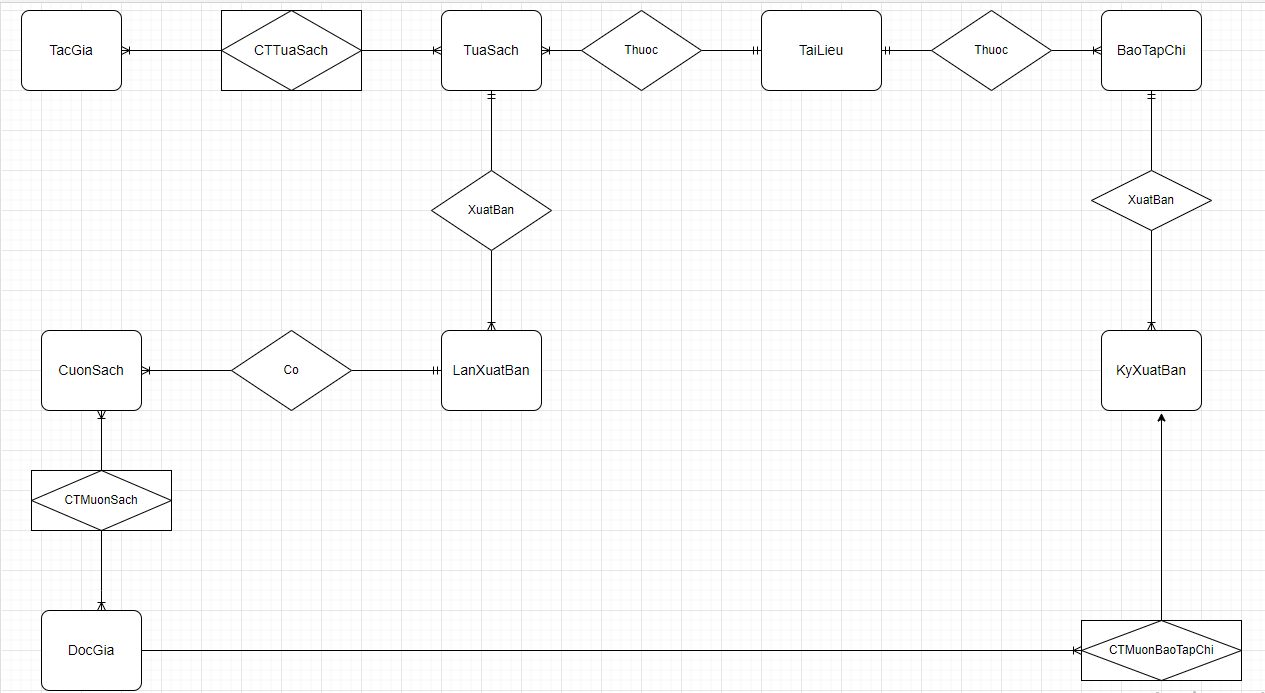 TacGia
CTTuaSach
TuaSach
Thuoc
TaiLieu
Thuoc
BaoTapChi
XuatBan
XuatBan
CuonSach
Co
LanXuatBan
KyXuatBan
CTMuonSach
DocGia
CTMuonBaoTapChi